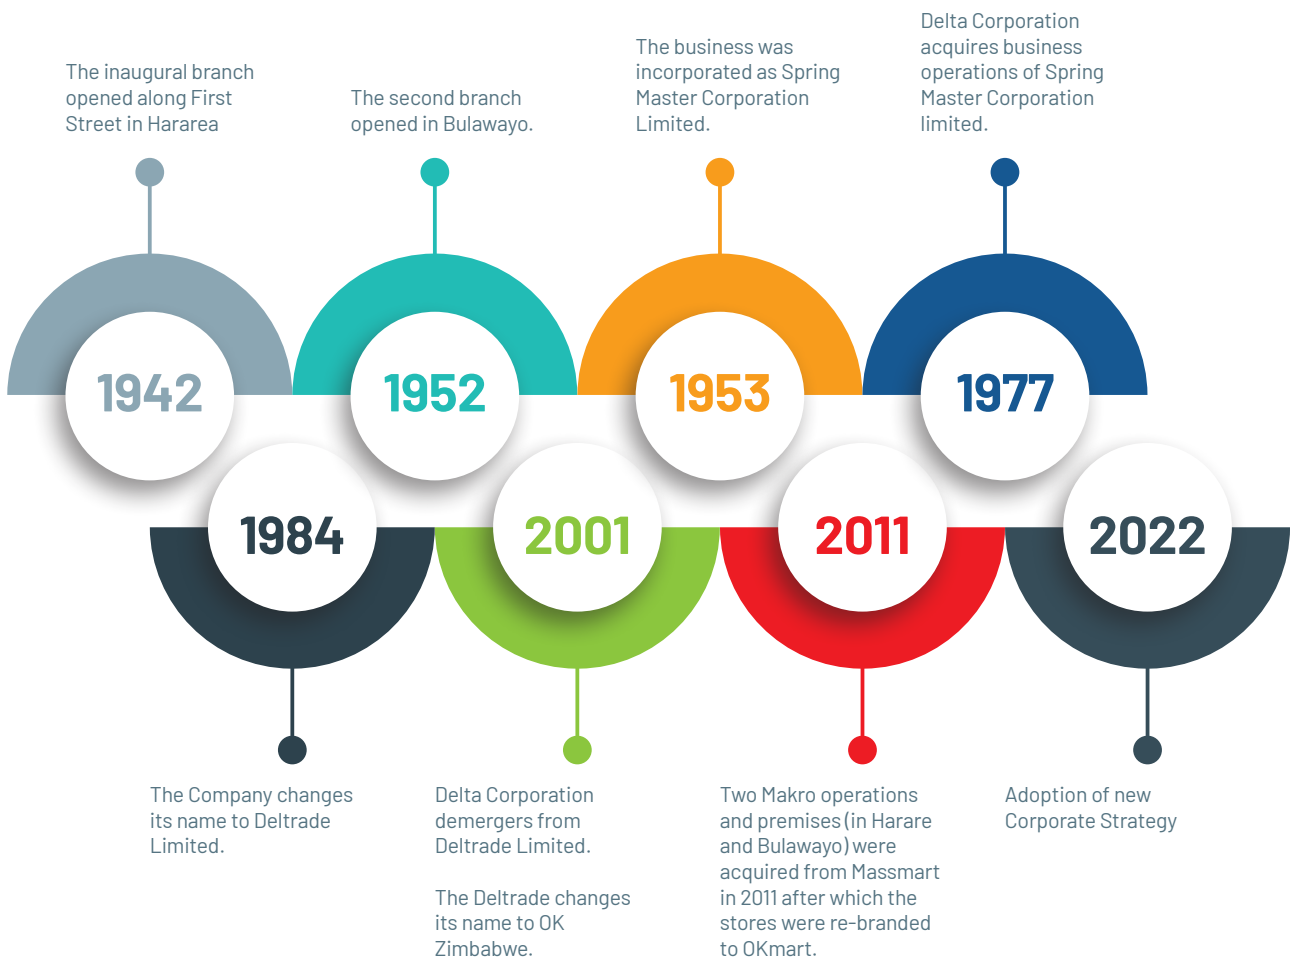 The inaugural branch
opened along First
Street in Hararea
The second branch
opened in Bulawayo.
The business was
incorporated as Spring
Master Corporation
Limited.
Delta Corporation
acquires business
operations of Spring
Master Corporation
limited.
1942
1952
1953
1977
1984
2001
2011
2022
The Company changes
its name to Deltrade
Limited.
Delta Corporation
demergers from
Deltrade Limited.
The Deltrade changes
its name to OK
Zimbabwe.
Two Makro operations
and premises (in Harare
and Bulawayo) were
acquired from Massmart
in 2011 after which the
stores were re-branded
to OKmart.
Adoption of new
Corporate Strategy